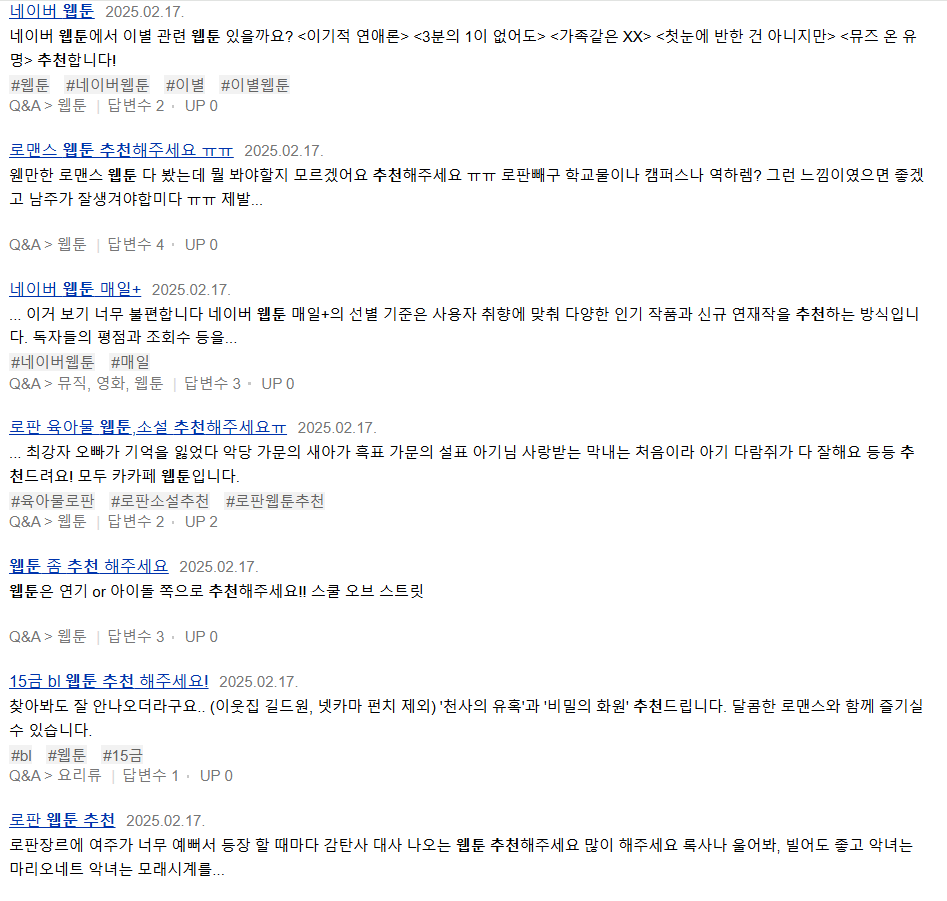 네이버 웹툰 2025.02.17.
네이버 웹툰에서 이별 관련 웹툰 있을까요? <이기적 연애론> <3분의 1이 없어도> <가족같은 XX> <첫눈에 반한 건 아니지만> <뮤즈 온 유
명> 추천합니다!
#웹툰 #네이버웹툰 #이별 #이별웹툰
Q&A > 웹툰 | 답변수 2 · UP 0
로맨스 웹툰 추천해주세요 ㅠㅠ 2025.02.17.
웬만한 로맨스 웹툰 다 봤는데 뭘 봐야할지 모르겠어요 추천해주세요 ㅠㅠ 로판빼구 학교물이나 캠퍼스나 역하렘? 그런 느낌이였으면 좋겠
고 남주가 잘생겨야합미다 ㅠㅠ 제발...
Q&A > 웹툰 | 답변수 4 · UP 0
네이버 웹툰 매일+ 2025.02.17.
... 이거 보기 너무 불편합니다 네이버 웹툰 매일+의 선별 기준은 사용자 취향에 맞춰 다양한 인기 작품과 신규 연재작을 추천하는 방식입니
다. 독자들의 평점과 조회수 등을...
#네이버웹툰 #매일
Q&A > 뮤직, 영화, 웹툰 | 답변수 3 · UP 0
로판 육아물 웹툰,소설 추천해주세요ㅠ 2025.02.17.
... 최강자 오빠가 기억을 잃었다 악당 가문의 새아가 흑표 가문의 설표 아기님 사랑받는 막내는 처음이라 아기 다람쥐가 다 잘해요 등등 추
천드려요! 모두 카카페 웹툰입니다.
#육아물로판 #로판소설추천 #로판웹툰추천
Q&A > 웹툰 | 답변수 2 · UP 2
웹툰 좀 추천 해주세요 2025.02.17.
웹툰은 연기 or 아이돌 쪽으로 추천해주세요!! 스쿨 오브 스트릿
Q&A > 웹툰 | 답변수 3 · UP 0
15금 bl 웹툰 추천 해주세요! 2025.02.17.
찾아봐도 잘 안나오더라구요.. (이웃집 길드원, 넷카마 펀치 제외) '천사의 유혹'과 '비밀의 화원' 추천드립니다. 달콤한 로맨스와 함께 즐기실
수 있습니다.
#bl #웹툰 #15금
Q&A > 요리류 | 답변수 1 · UP 0
로판 웹툰 추천 2025.02.17.
로판장르에 여주가 너무 예뻐서 등장 할 때마다 감탄사 대사 나오는 웹툰 추천해주세요 많이 해주세요 록사나 울어봐, 빌어도 좋고 악녀는
마리오네트 악녀는 모래시계를...